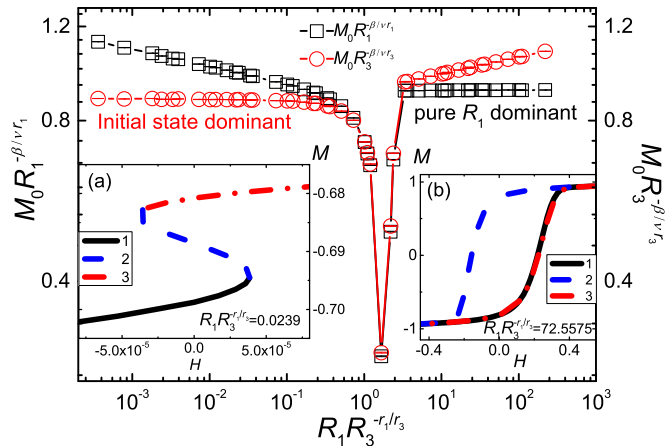 M₀R₁^{-β/νr₁}
M₀R₃^{-β/νr₃}
1.2
0.8
0.4
M₀R₁^{-β/νr₁}
1.2
0.8
0.4
M₀R₃^{-β/νr₃}
Initial state dominant
pure R₁ dominant
(a)
M
-0.68
-0.69
-0.70
1
2
3
R₁R₃^{-r₁/r₃}=0.0239
-5.0x10⁻⁵
0.0
5.0x10⁻⁵
H
(b)
M
1
0
-1
1
2
3
R₁R₃^{-r₁/r₃}=72.5575
-0.4
0.0
0.4
H
10⁻³ 10⁻² 10⁻¹ 10⁰ 10¹ 10² 10³
R₁R₃^{-r₁/r₃}